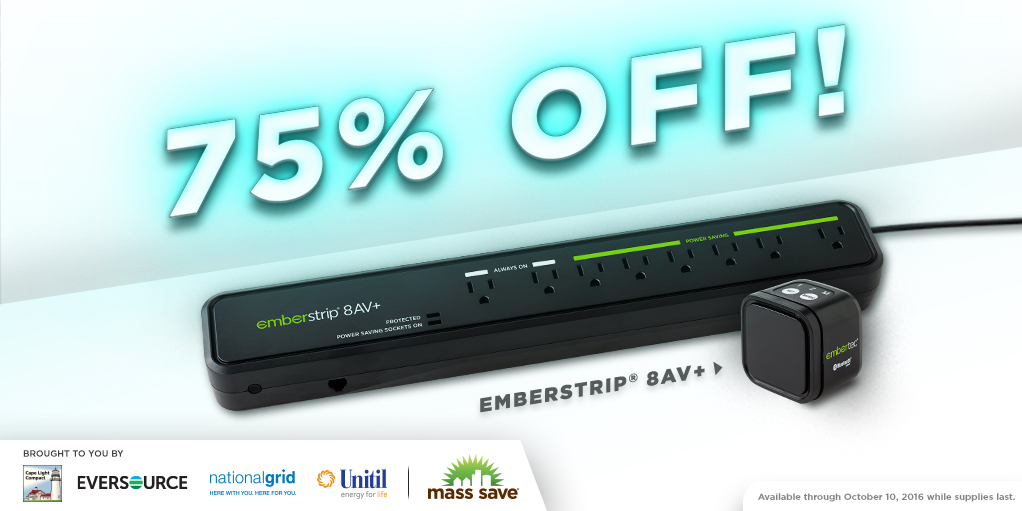 75% OFF!
ALWAYS ON
POWER SAVING
emberstrip® 8AV+
PROTECTED
POWER SAVING SOCKETS ON
embertec®
Bluetooth
EMBERSTRIP® 8AV+
BROUGHT TO YOU BY
Cape Light
Compact
EVERSOURCE
nationalgrid
HERE WITH YOU. HERE FOR YOU.
Unitil
energy for life
mass save®
Available through October 10, 2016 while supplies last.